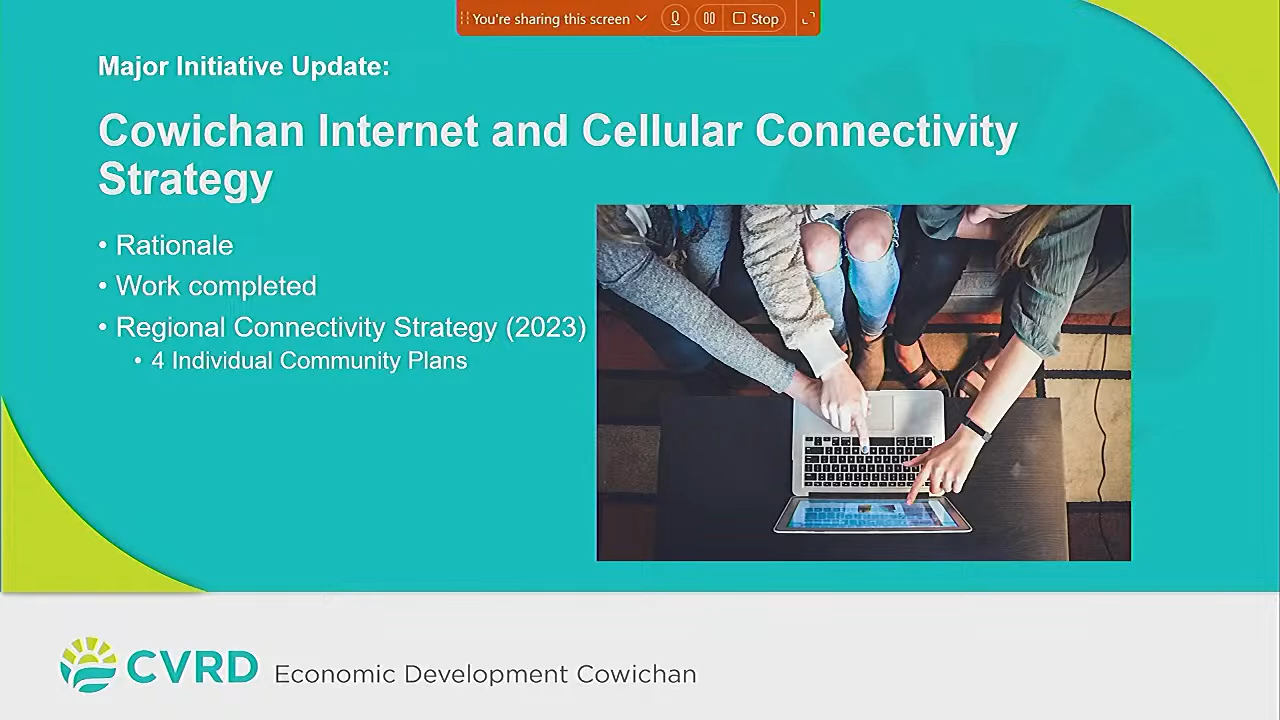 You're sharing this screen
Stop
Major Initiative Update:
Cowichan Internet and Cellular Connectivity
Strategy
• Rationale
• Work completed
• Regional Connectivity Strategy (2023)
• 4 Individual Community Plans
CVRD Economic Development Cowichan